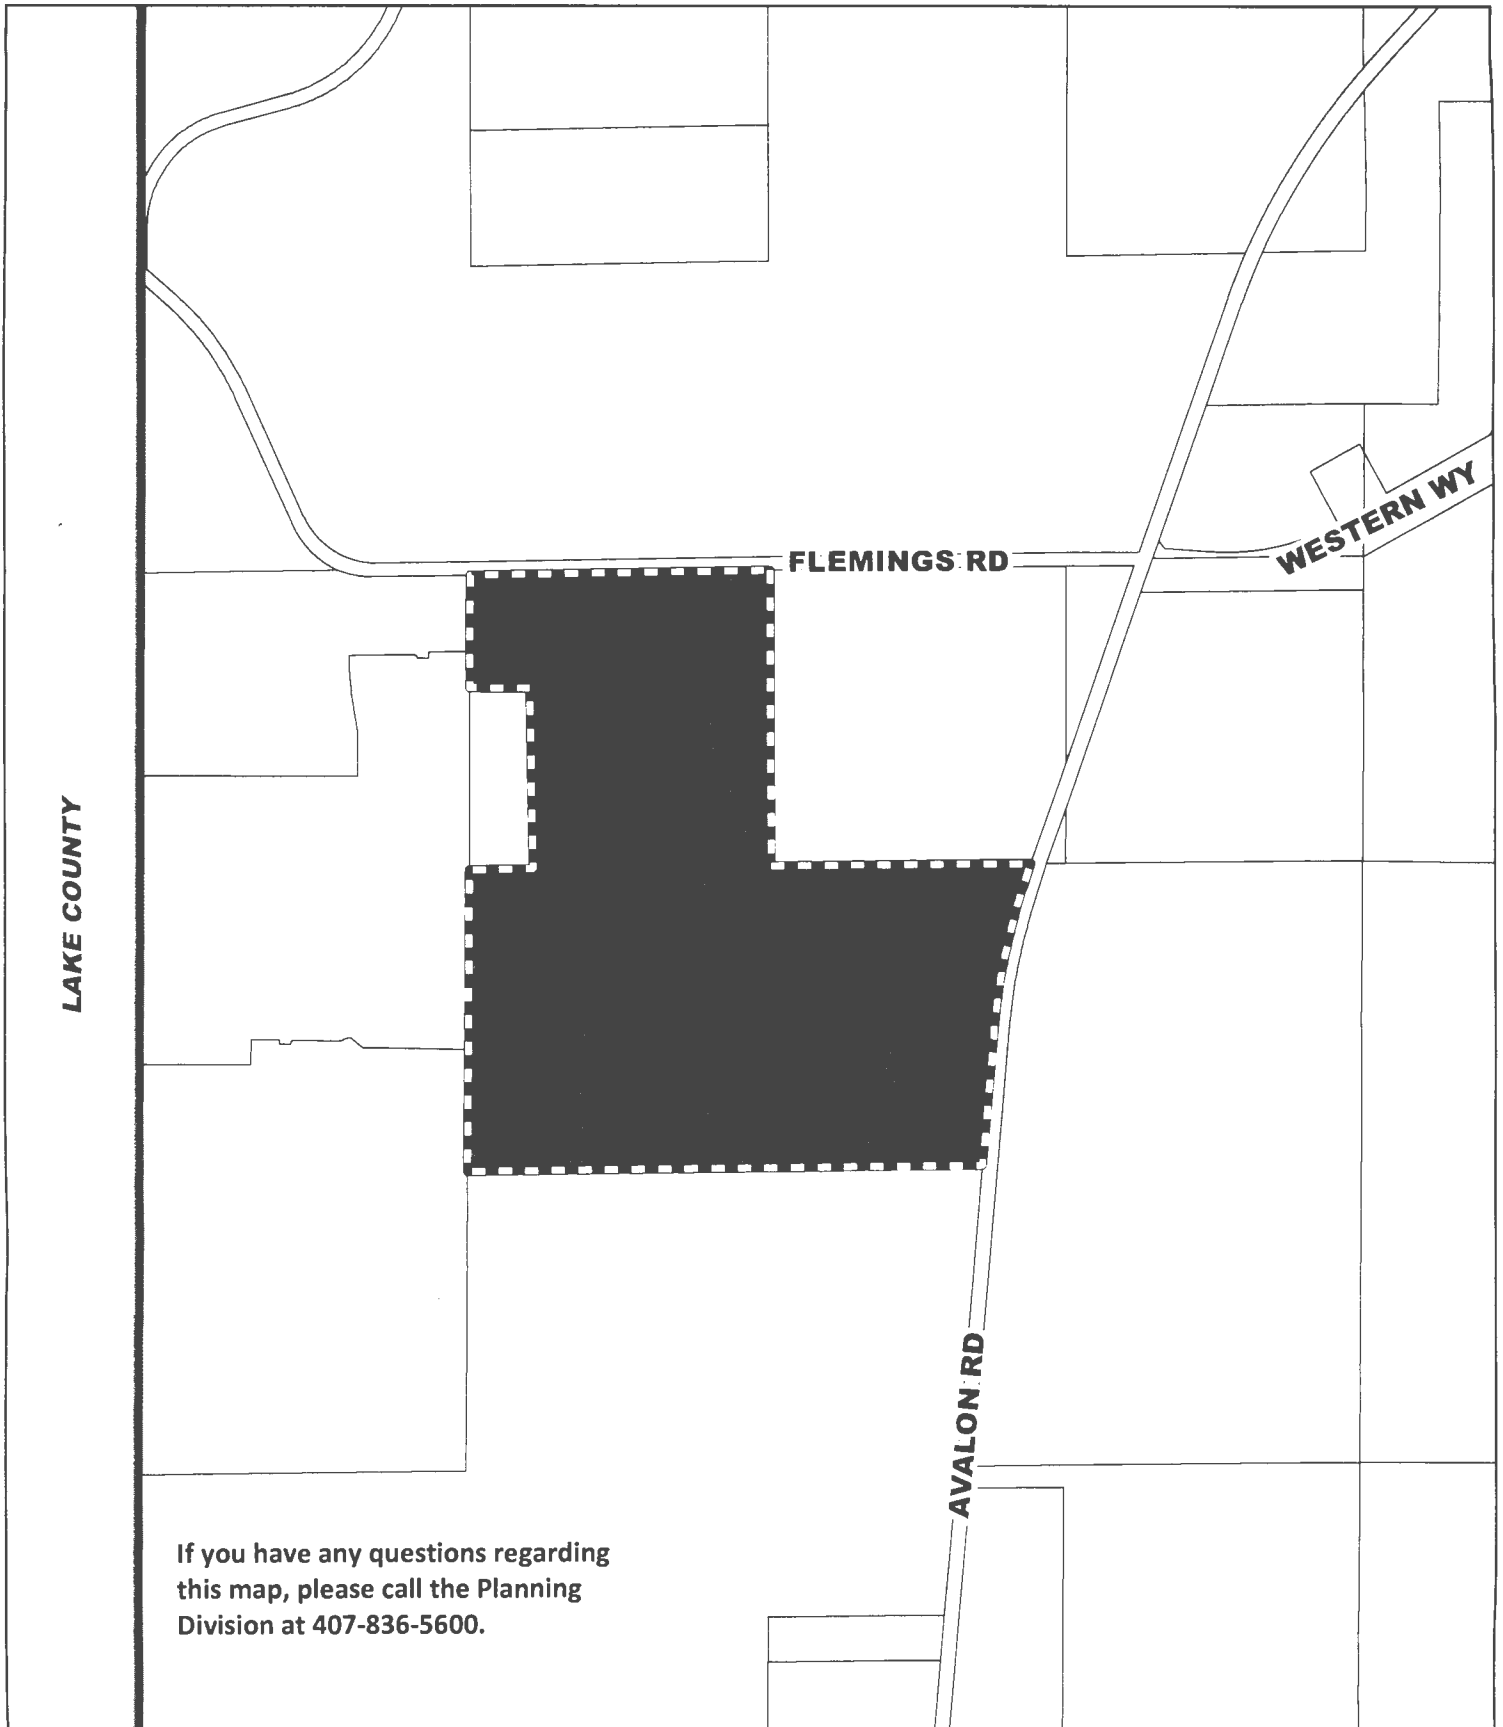 FLEMINGS RD
WESTERN WY
LAKE COUNTY
AVALON RD
If you have any questions regarding
this map, please call the Planning
Division at 407-836-5600.